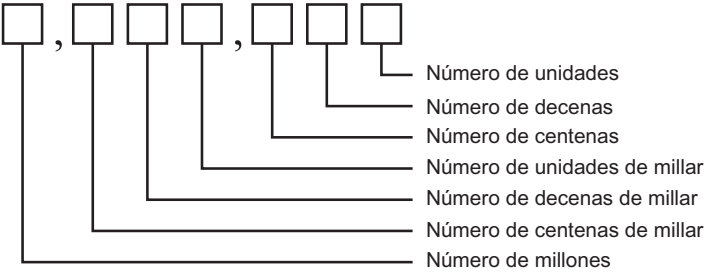 , ,
Número de unidades
Número de decenas
Número de centenas
Número de unidades de millar
Número de decenas de millar
Número de centenas de millar
Número de millones